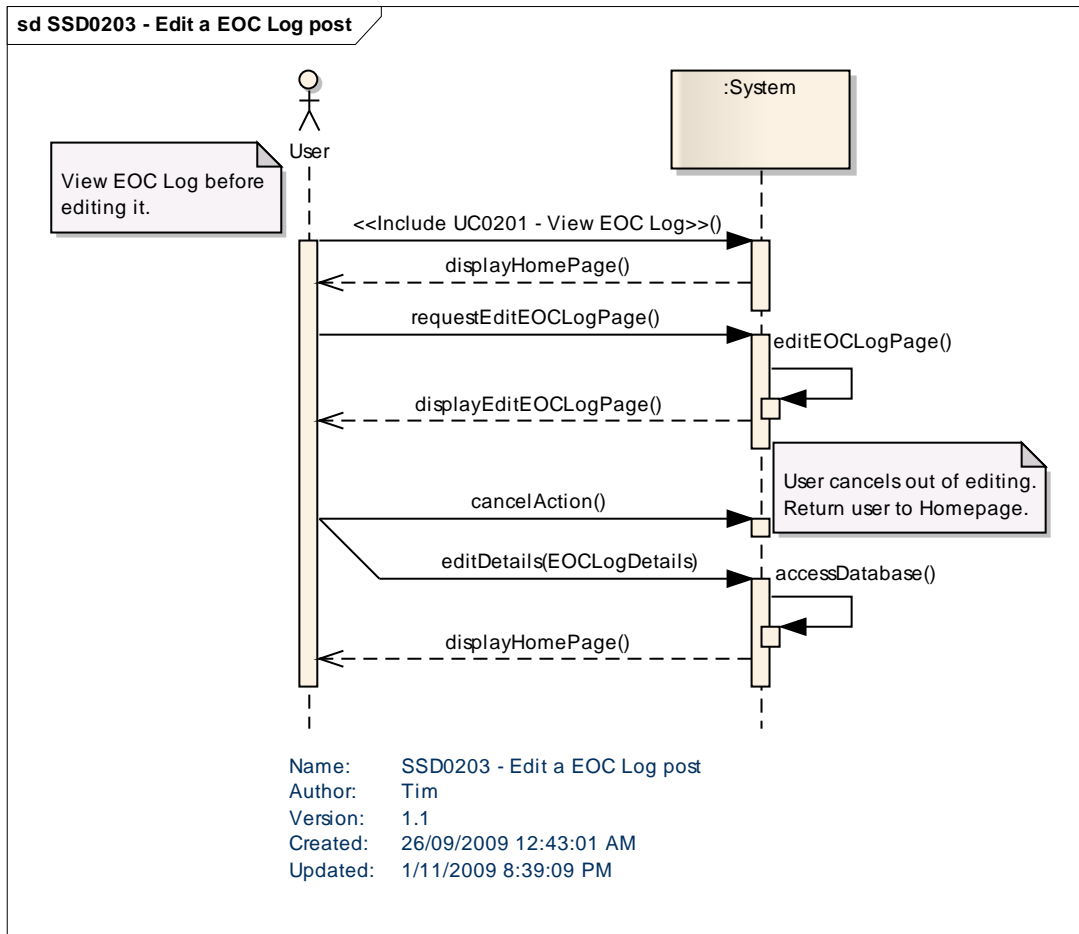 sd SSD0203 - Edit a EOC Log post
:System
User
View EOC Log before
editing it.
<<Include UC0201 - View EOC Log>>()
displayHomePage()
requestEditEOCLogPage()
editEOCLogPage()
displayEditEOCLogPage()
User cancels out of editing.
Return user to Homepage.
cancelAction()
editDetails(EOCLogDetails)
accessDatabase()
displayHomePage()
Name: SSD0203 - Edit a EOC Log post
Author: Tim
Version: 1.1
Created: 26/09/2009 12:43:01 AM
Updated: 1/11/2009 8:39:09 PM